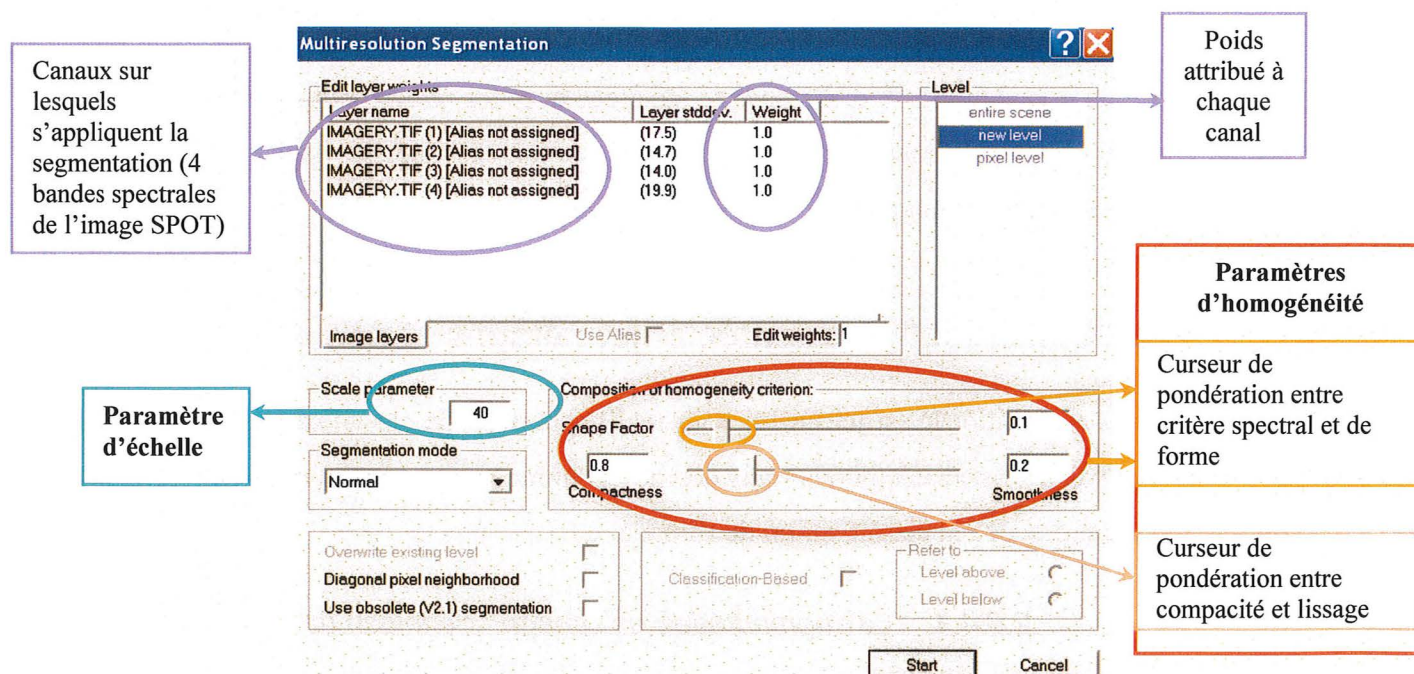 Canaux sur
lesquels
s'appliquent la
segmentation (4
bandes spectrales
de l'image SPOT)
Multiresolution Segmentation
Poids
attribué à
chaque
canal
Edit layer weights
Layer name Layer stddev. Weight
IMAGERY.TIF (1) [Alias not assigned] (17.5) 1.0
IMAGERY.TIF (2) [Alias not assigned] (14.7) 1.0
IMAGERY.TIF (3) [Alias not assigned] (14.0) 1.0
IMAGERY.TIF (4) [Alias not assigned] (19.9) 1.0
Image layers Use Alias Edit weights: 1
Level
entire scene
new level
pixel level
Paramètre
d'échelle
Scale parameter
40
Segmentation mode
Normal
Composition of homogeneity criterion:
Shape Factor 0.1
0.8 0.2
Compactness Smoothness
Paramètres
d'homogénéité
Curseur de
pondération entre
critère spectral et de
forme
Curseur de
pondération entre
compacité et lissage
Overwrite existing level
Diagonal pixel neighborhood
Use obsolete (V2.1) segmentation
Classification-Based
Refer to
Level above
Level below
Start Cancel